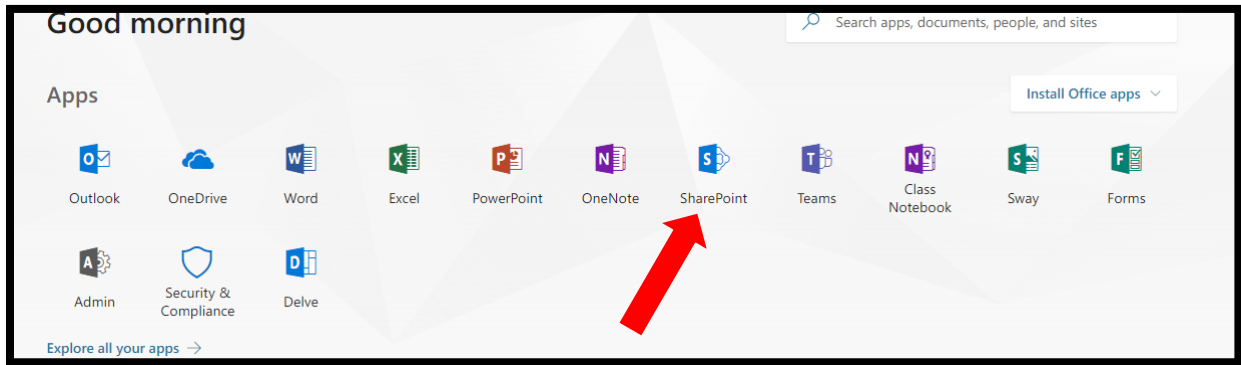 Good morning
Search apps, documents, people, and sites
Apps
Install Office apps
Outlook
OneDrive
Word
Excel
PowerPoint
OneNote
SharePoint
Teams
Class
Notebook
Sway
Forms
Admin
Security &
Compliance
Delve
Explore all your apps →